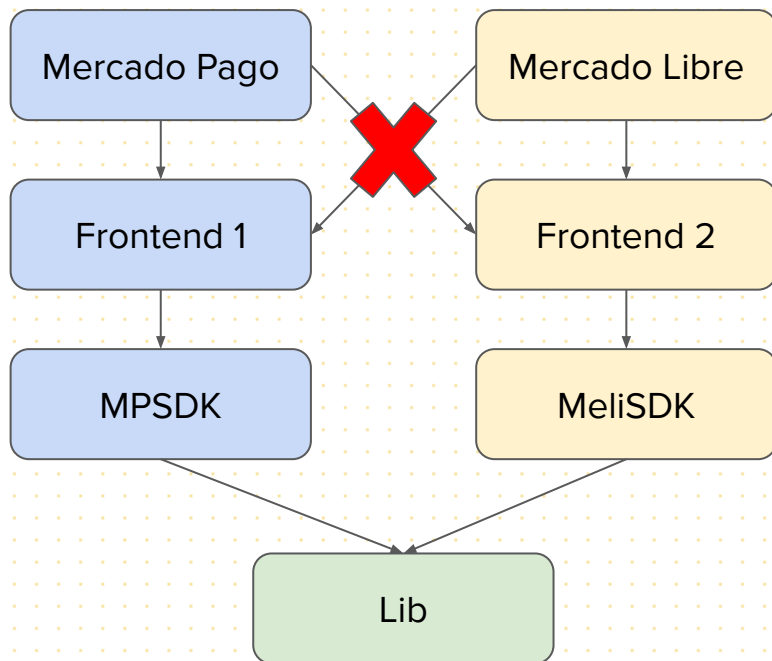 Mercado Pago
Mercado Libre
Frontend 1
Frontend 2
MPSDK
MeliSDK
Lib